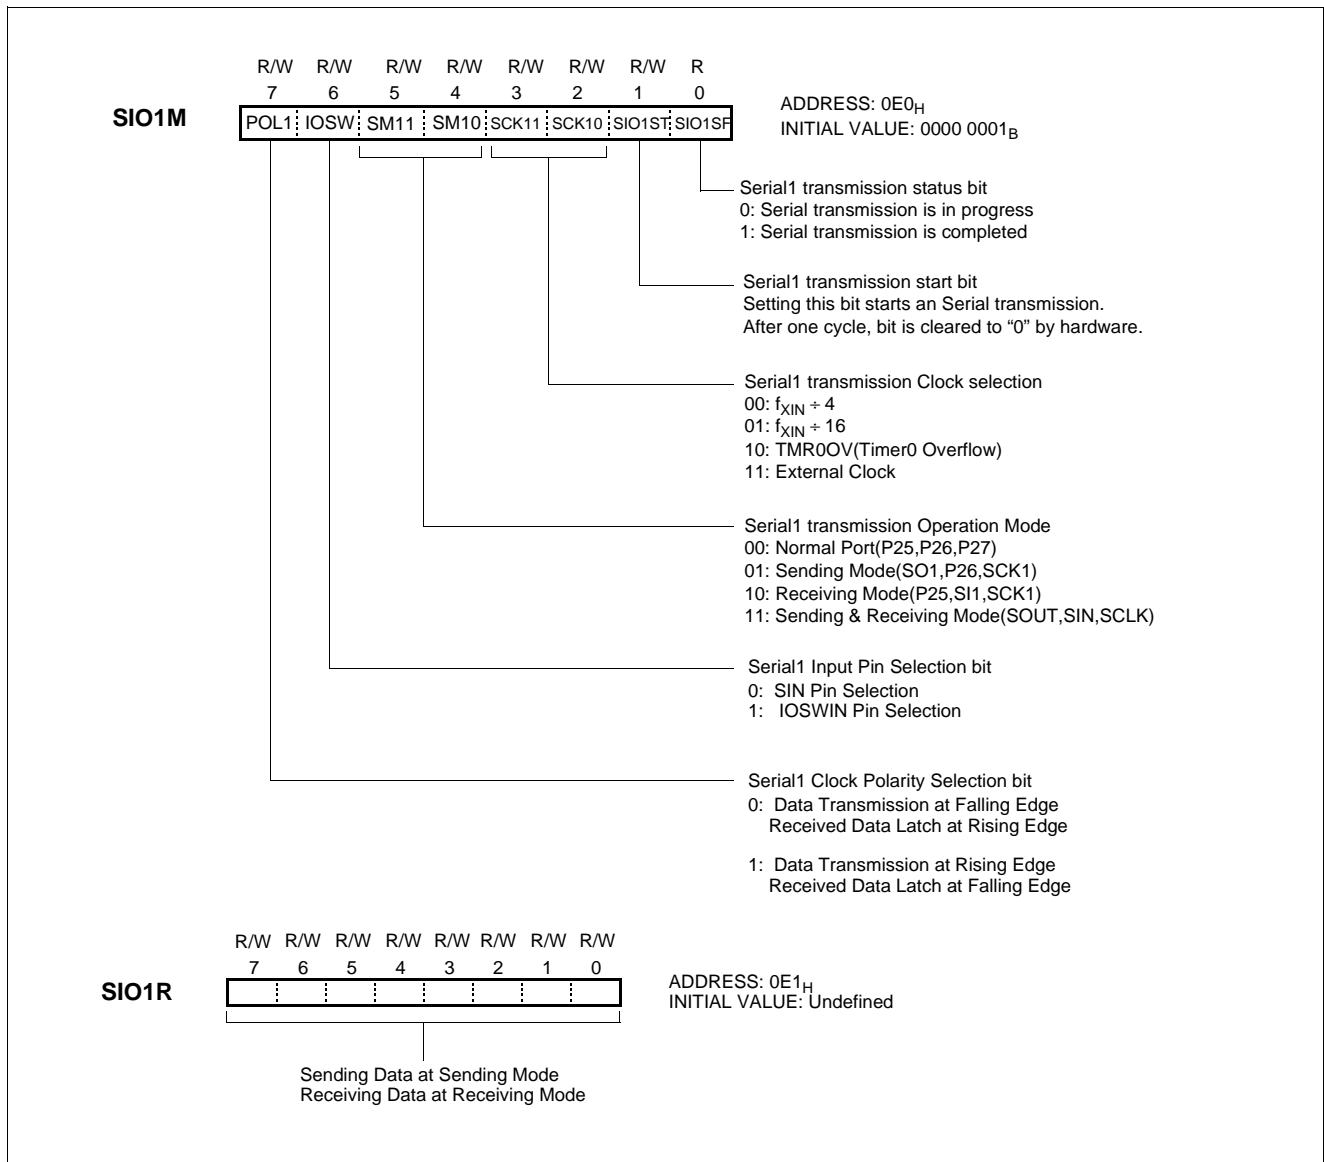 R/W R/W R/W R/W R/W R/W R/W R
7 6 5 4 3 2 1 0
SIO1M
POL1 IOSW SM11 SM10 SCK11 SCK10 SIO1ST SIO1SF
ADDRESS: 0E0H
INITIAL VALUE: 0000 0001B
Serial1 transmission status bit
0: Serial transmission is in progress
1: Serial transmission is completed
Serial1 transmission start bit
Setting this bit starts an Serial transmission.
After one cycle, bit is cleared to “0” by hardware.
Serial1 transmission Clock selection
00: fXIN ÷ 4
01: fXIN ÷ 16
10: TMR0OV(Timer0 Overflow)
11: External Clock
Serial1 transmission Operation Mode
00: Normal Port(P25,P26,P27)
01: Sending Mode(SO1,P26,SCK1)
10: Receiving Mode(P25,SI1,SCK1)
11: Sending & Receiving Mode(SOUT,SIN,SCLK)
Serial1 Input Pin Selection bit
0: SIN Pin Selection
1: IOSWIN Pin Selection
Serial1 Clock Polarity Selection bit
0: Data Transmission at Falling Edge
Received Data Latch at Rising Edge
1: Data Transmission at Rising Edge
Received Data Latch at Falling Edge
R/W R/W R/W R/W R/W R/W R/W R/W
7 6 5 4 3 2 1 0
SIO1R
ADDRESS: 0E1H
INITIAL VALUE: Undefined
Sending Data at Sending Mode
Receiving Data at Receiving Mode